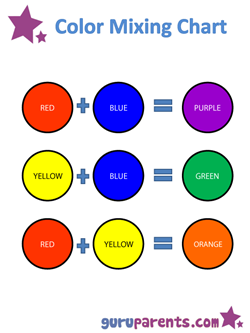 Color Mixing Chart
RED + BLUE = PURPLE
YELLOW + BLUE = GREEN
RED + YELLOW = ORANGE
guruparents.com